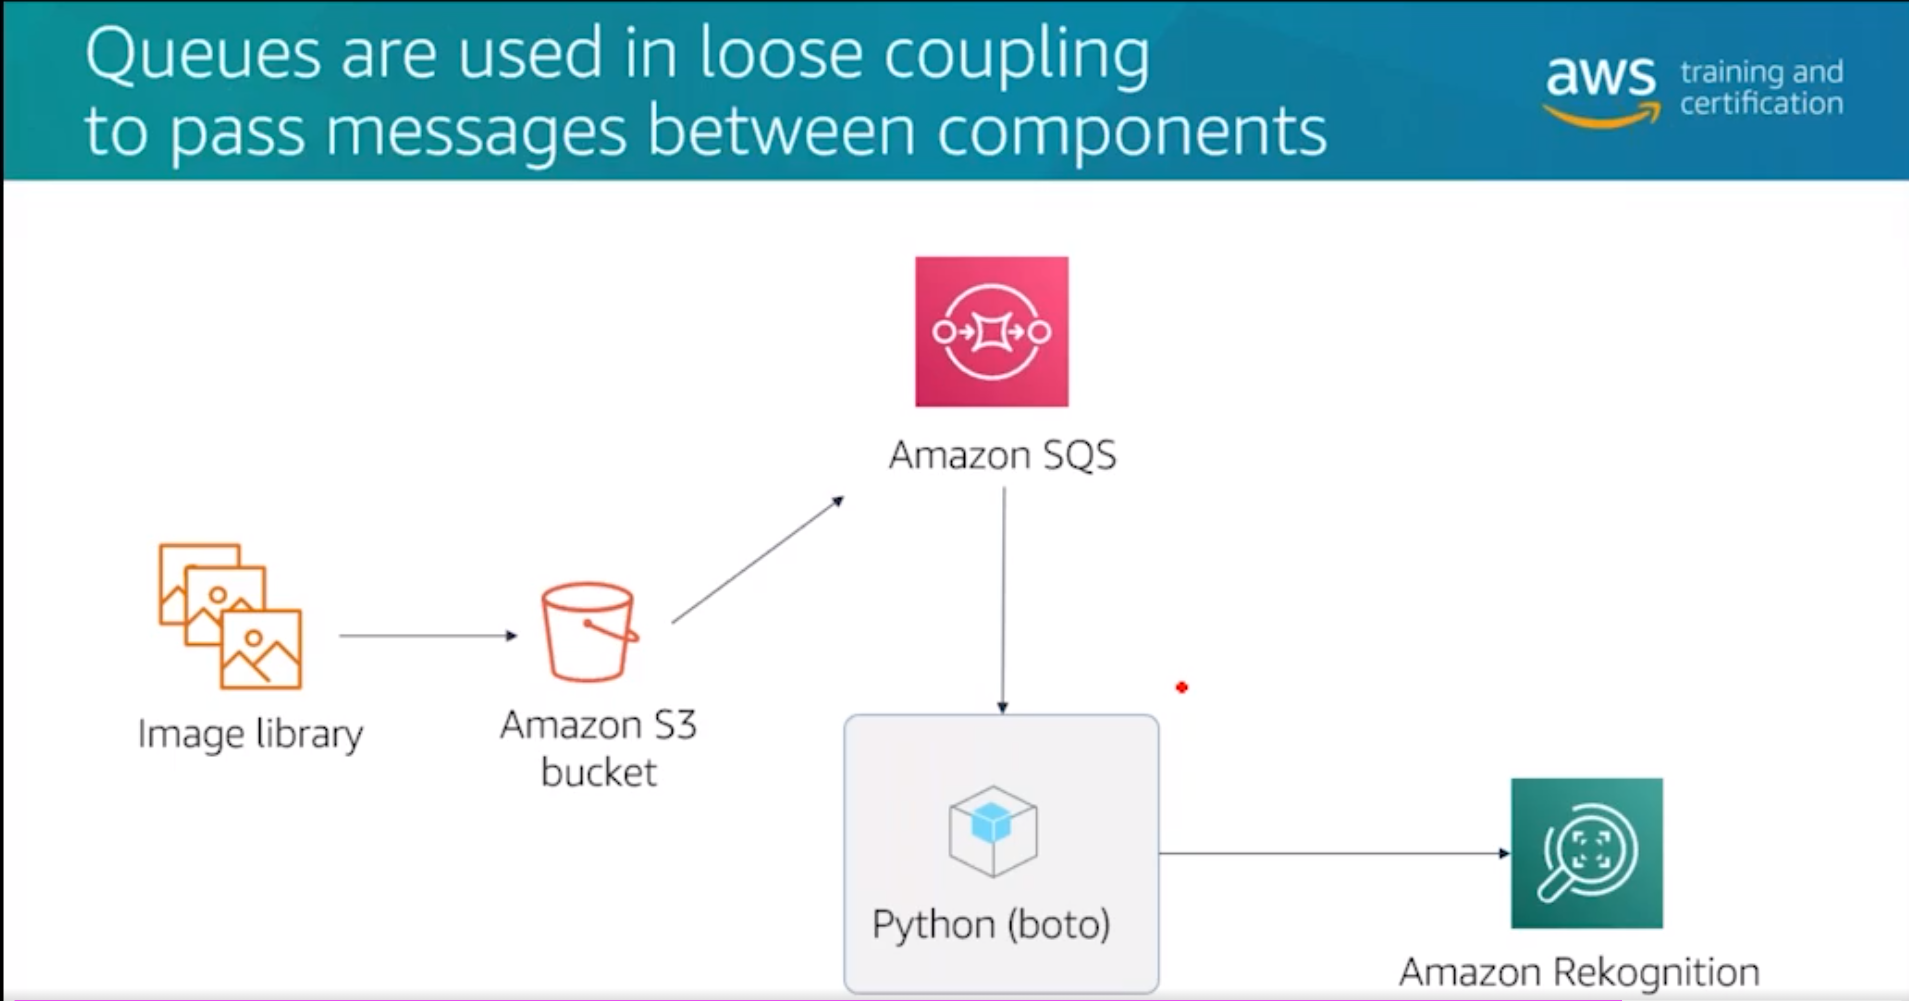 Queues are used in loose coupling
to pass messages between components
aws
training and
certification
Amazon SQS
Image library
Amazon S3
bucket
Python (boto)
Amazon Rekognition